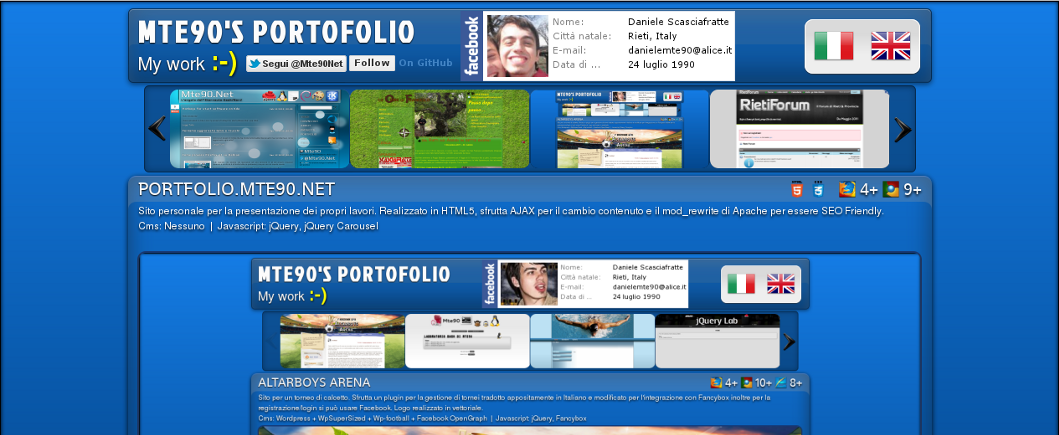 MTE90'S PORTOFOLIO
My work :-)
Segui @Mte90Net
Follow
On GitHub
facebook
Nome: Daniele Scasciafratte
Città natale: Rieti, Italy
E-mail: danielemte90@alice.it
Data di ... 24 luglio 1990
Mte90.Net
MTE90'S PORTOFOLIO
RietiForum
PORTFOLIO.MTE90.NET
4+ 9+
Sito personale per la presentazione dei propri lavori. Realizzato in HTML5, sfrutta AJAX per il cambio contenuto e il mod_rewrite di Apache per essere SEO Friendly.
Cms: Nessuno | Javascript: jQuery, jQuery Carousel
MTE90'S PORTOFOLIO
My work :-)
facebook
Nome: Daniele Scasciafratte
Città natale: Rieti, Italy
E-mail: danielemte90@alice.it
Data di ... 24 luglio 1990
Mte90
jQuery Lab
ALTARBOYS ARENA
4+ 10+ 8+
Sito per un torneo di calcetto. Sfrutta un plugin per la gestione di tornei tradotto appositamente in Italiano e modificato per l'integrazione con Fancybox inoltre per la
registrazione/login si può usare Facebook. Logo realizzato in vettoriale.
Cms: Wordpress + WpSuperSized + Wp-football + Facebook OpenGraph | Javascript: jQuery, Fancybox